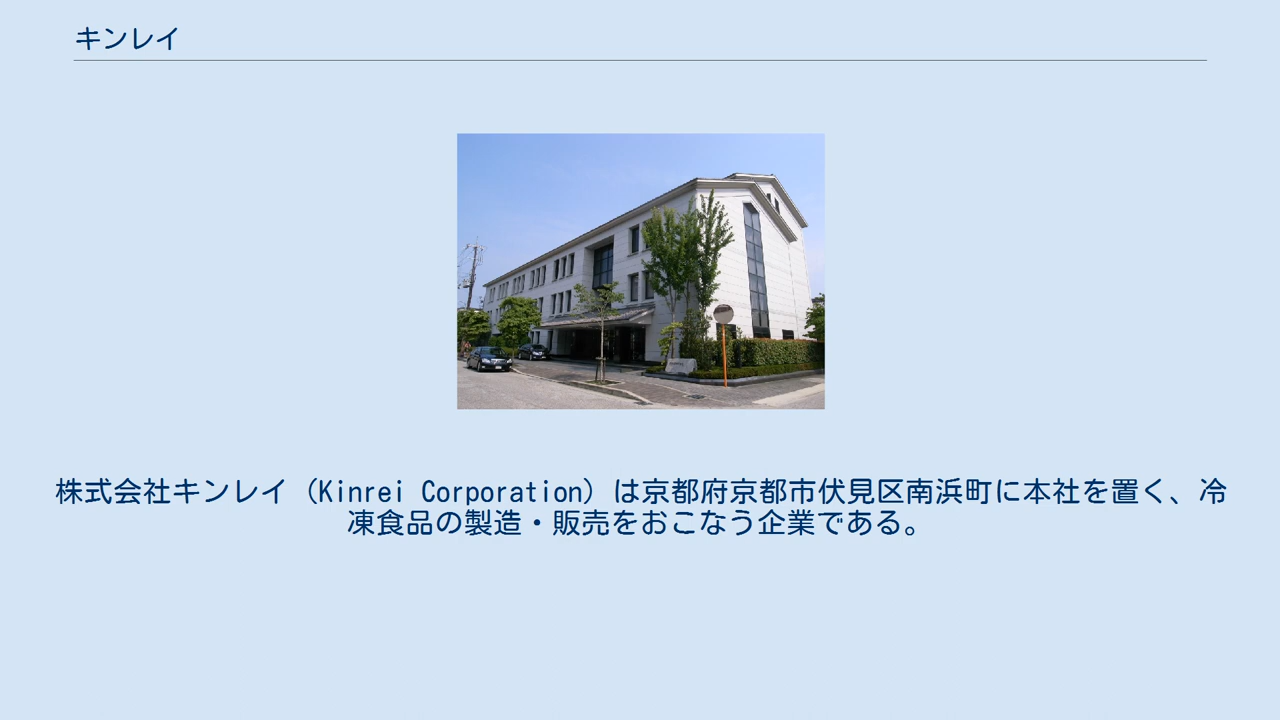 キンレイ
株式会社キンレイ（Kinrei Corporation）は京都府京都市伏見区南浜町に本社を置く、冷
凍食品の製造・販売をおこなう企業である。